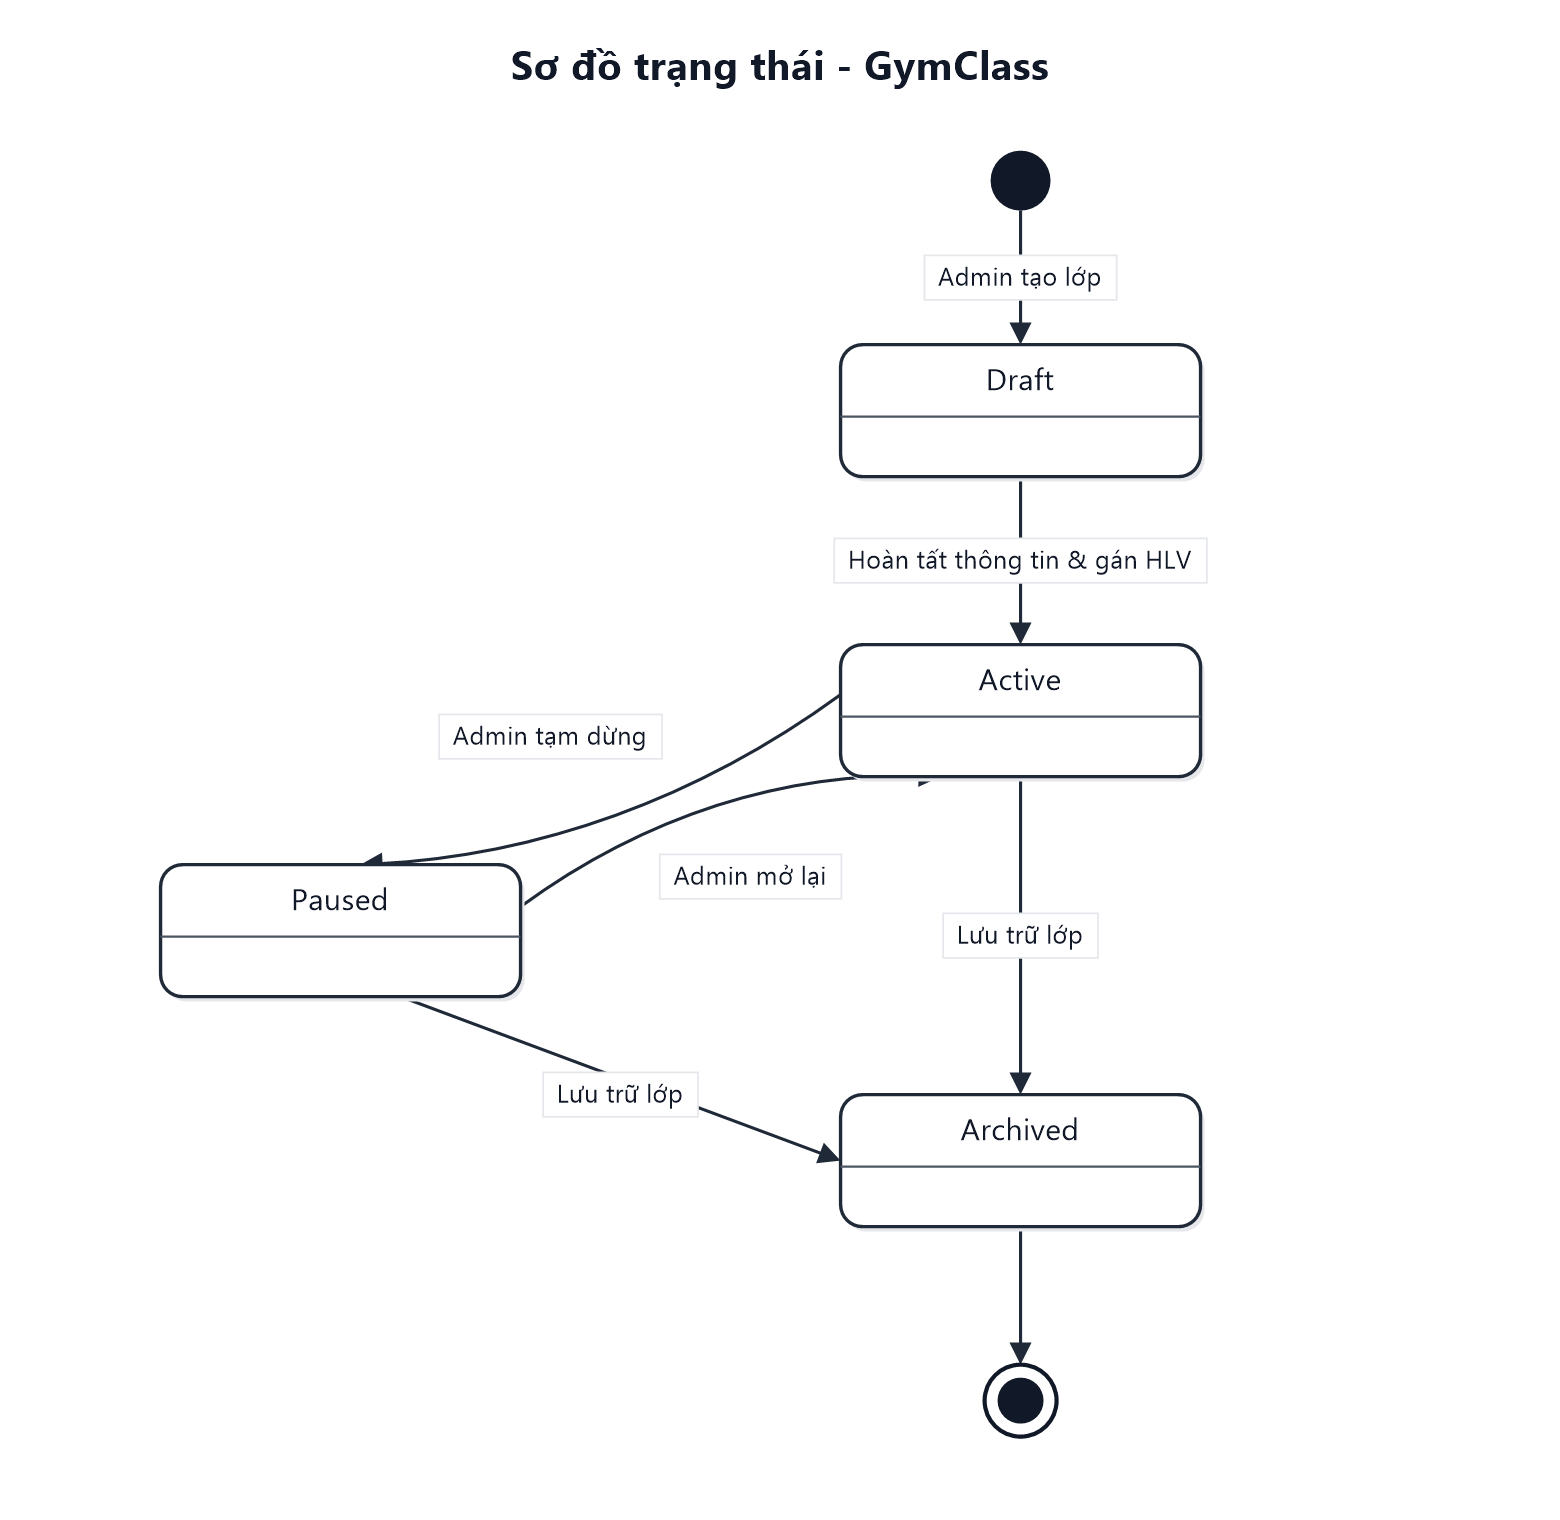 Sơ đồ trạng thái - GymClass
Admin tạo lớp
Draft
Hoàn tất thông tin & gán HLV
Active
Admin tạm dừng
Admin mở lại
Paused
Lưu trữ lớp
Lưu trữ lớp
Archived